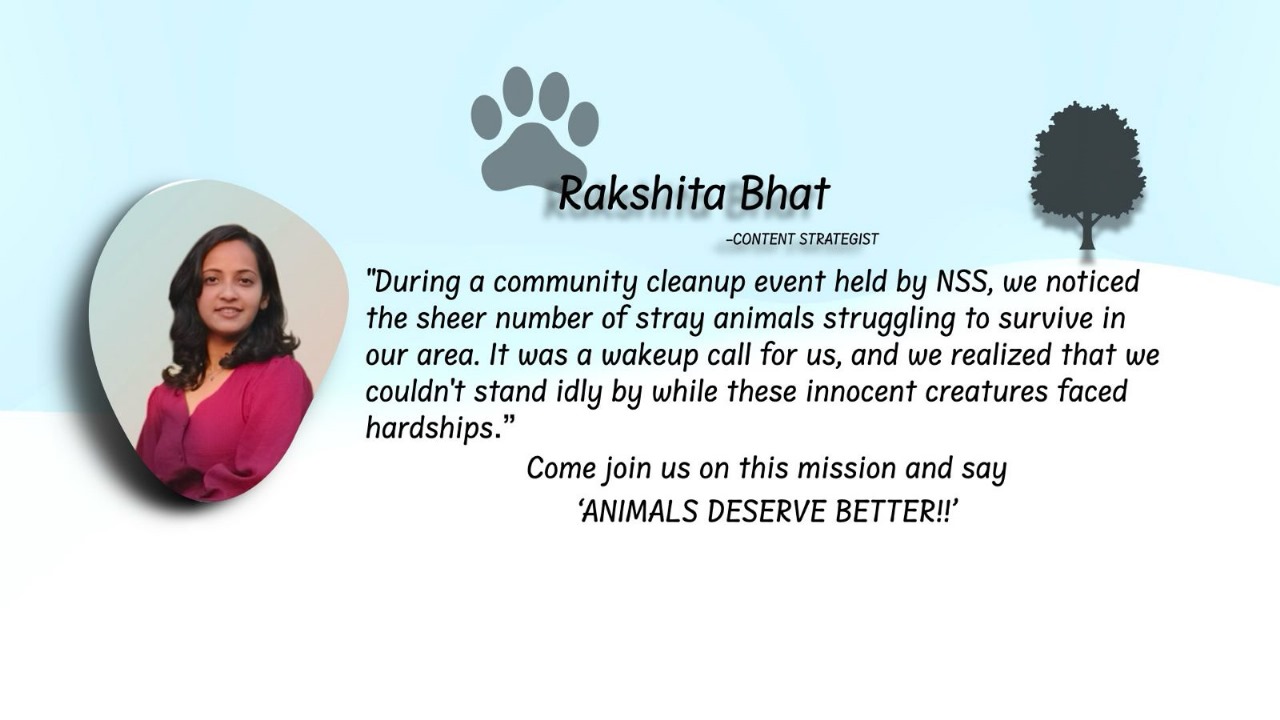 Rakshita Bhat
-CONTENT STRATEGIST
"During a community cleanup event held by NSS, we noticed
the sheer number of stray animals struggling to survive in
our area. It was a wakeup call for us, and we realized that we
couldn't stand idly by while these innocent creatures faced
hardships.”
Come join us on this mission and say
‘ANIMALS DESERVE BETTER!!’